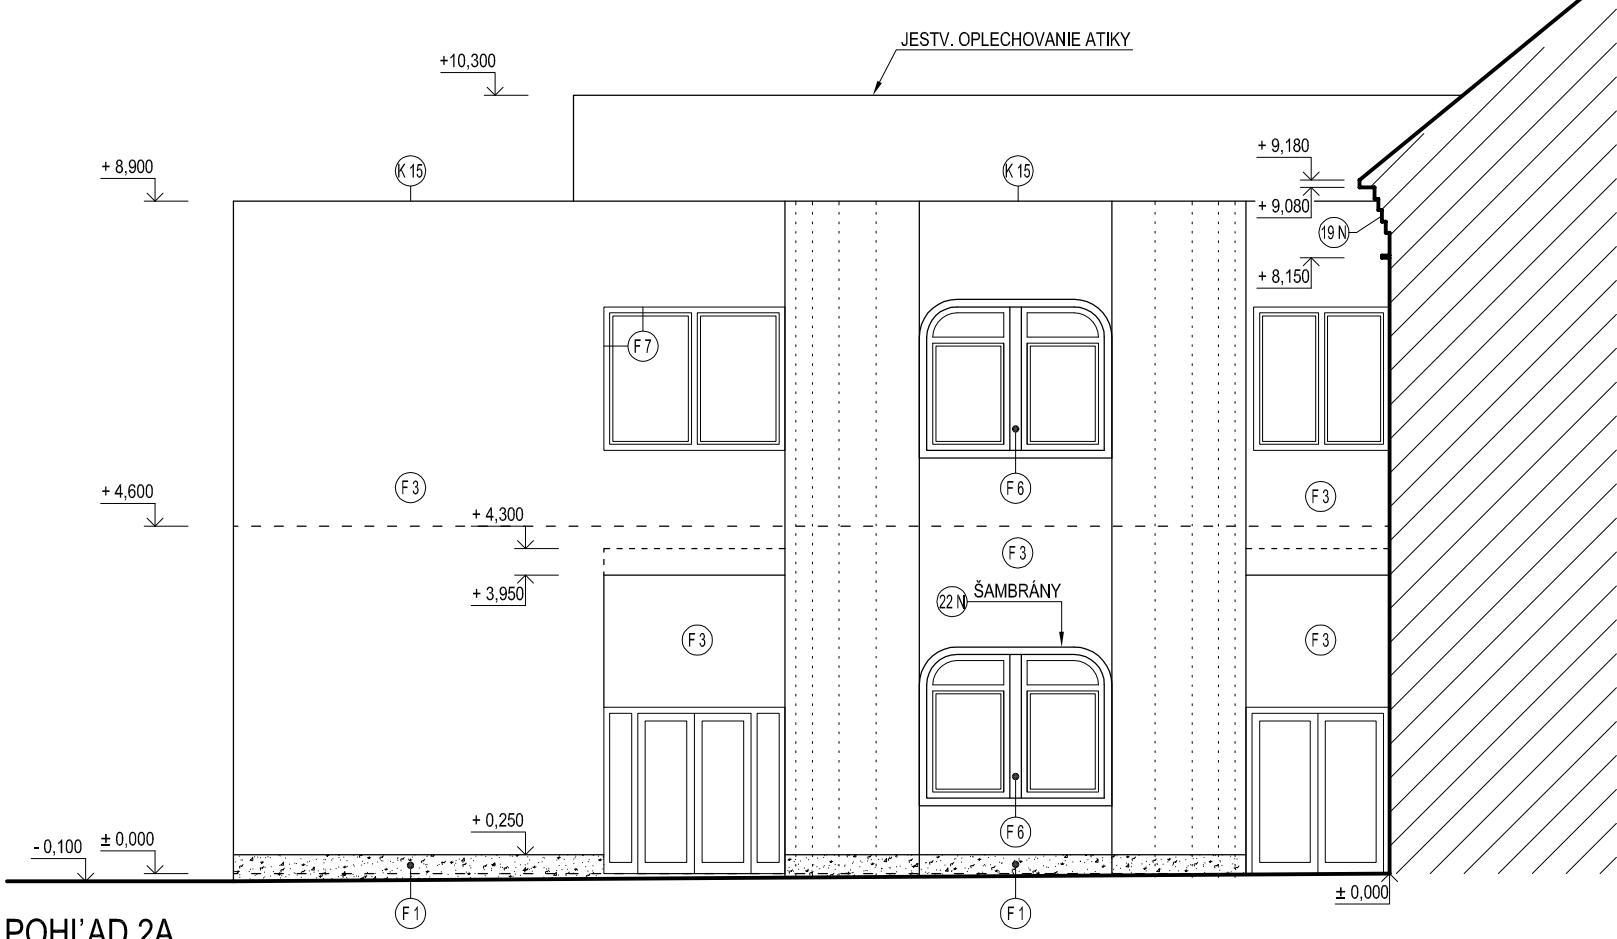 JESTV. OPLECHOVANIE ATIKY
+10,300
+ 9,180
+ 8,900
K 15
K 15
+ 9,080
19 N
+ 8,150
F 7
F 3
F 6
F 3
+ 4,600
+ 4,300
F 3
+ 3,950
22 N
ŠAMBRÁNY
F 3
F 3
+ 0,250
F 6
- 0,100
± 0,000
± 0,000
F 1
F 1
POHĽAD 2A